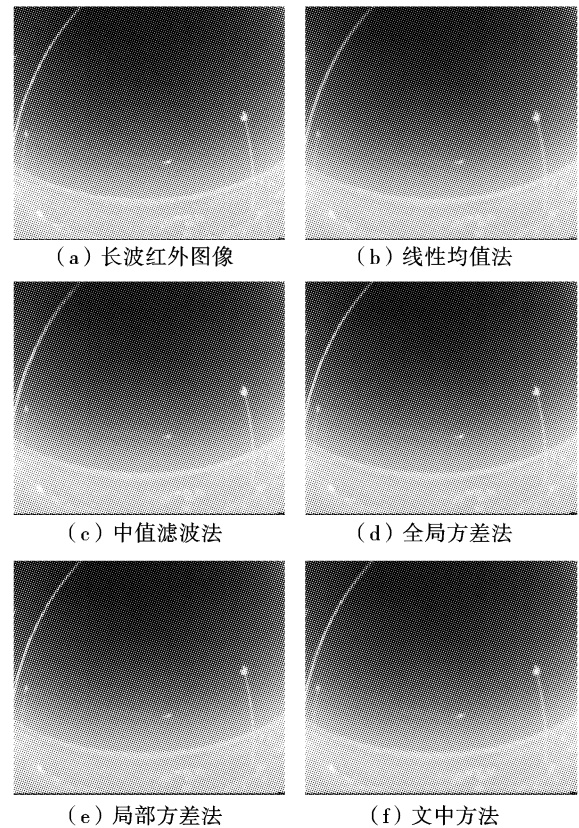 （a）长波红外图像
（b）线性均值法
（c）中值滤波法
（d）全局方差法
（e）局部方差法
（f）文中方法